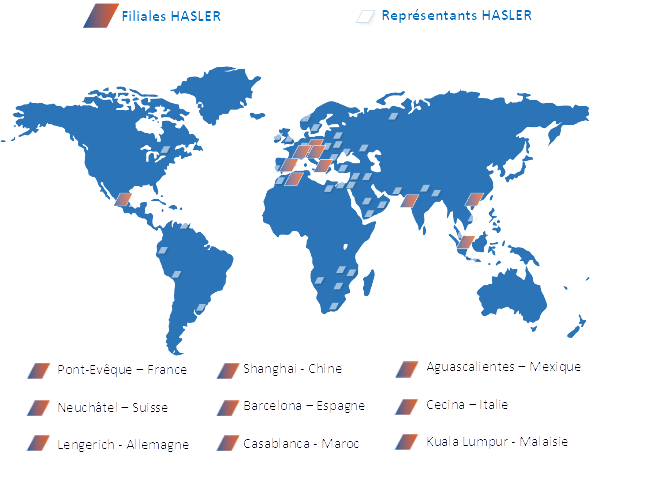 Filiales HASLER
Représentants HASLER
Pont-Evêque – France
Shanghai - Chine
Aguascalientes – Mexique
Neuchâtel – Suisse
Barcelona – Espagne
Cecina – Italie
Lengerich - Allemagne
Casablanca - Maroc
Kuala Lumpur - Malaisie